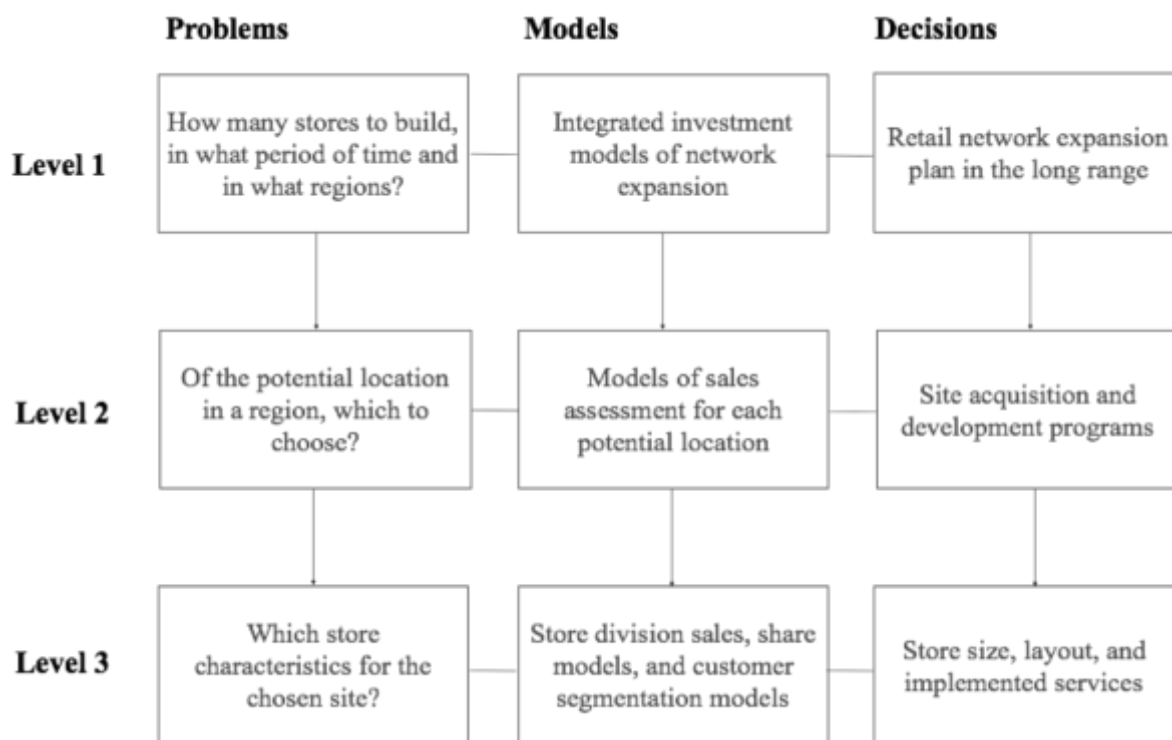 Problems
Models
Decisions
Level 1
How many stores to build,
in what period of time and
in what regions?
Integrated investment
models of network
expansion
Retail network expansion
plan in the long range
Level 2
Of the potential location
in a region, which to
choose?
Models of sales
assessment for each
potential location
Site acquisition and
development programs
Level 3
Which store
characteristics for the
chosen site?
Store division sales, share
models, and customer
segmentation models
Store size, layout, and
implemented services